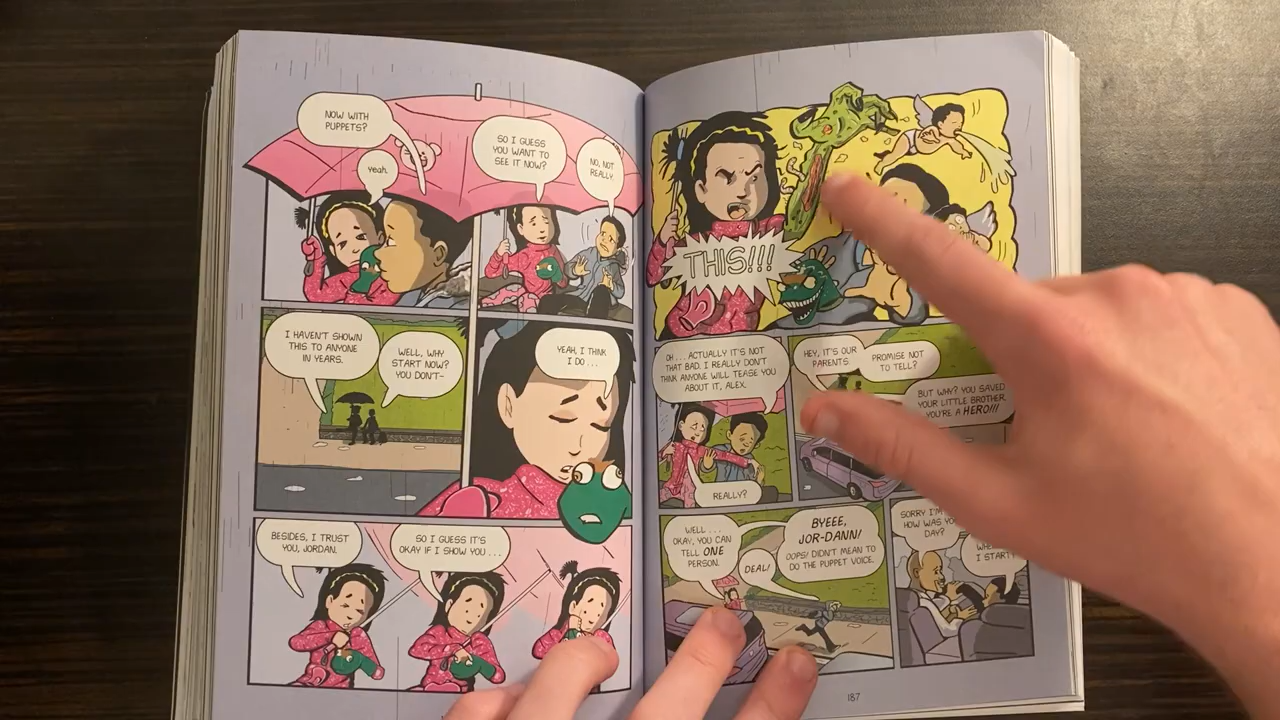 NOW WITH
PUPPETS?
yeah.
SO I GUESS
YOU WANT TO
SEE IT NOW?
NO, NOT
REALLY.
I HAVEN'T SHOWN
THIS TO ANYONE
IN YEARS.
WELL, WHY
START NOW?
YOU DON'T-
YEAH, I THINK
I DO ...
BESIDES, I TRUST
YOU, JORDAN.
SO I GUESS IT'S
OKAY IF I SHOW YOU ...
THIS!!!
OH ... ACTUALLY IT'S NOT
THAT BAD. I REALLY DON'T
THINK ANYONE WILL TEASE YOU
ABOUT IT, ALEX.
REALLY?
HEY, IT'S OUR
PARENTS.
PROMISE NOT
TO TELL?
BUT WHY? YOU SAVED
YOUR LITTLE BROTHER.
YOU'RE A HERO!!!
WELL ...
OKAY, YOU CAN
TELL ONE
PERSON.
DEAL!
BYEEE,
JOR-DANN!
OOPS! DIDN'T MEAN TO
DO THE PUPPET VOICE.
SORRY I'M
HOW WAS
DAY?
I START?
187